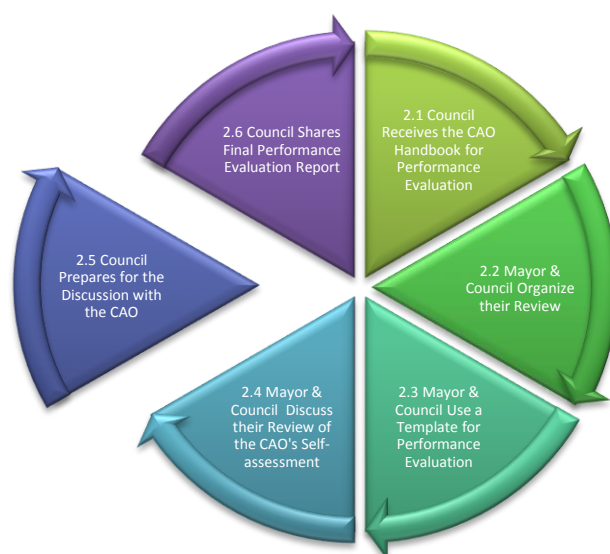 2.1 Council
Receives the CAO
Handbook for
Performance
Evaluation
2.2 Mayor &
Council Organize
their Review
2.3 Mayor &
Council Use a
Template for
Performance
Evaluation
2.4 Mayor &
Council Discuss
their Review of
the CAO's Self-
assessment
2.5 Council
Prepares for the
Discussion with
the CAO
2.6 Council Shares
Final Performance
Evaluation Report